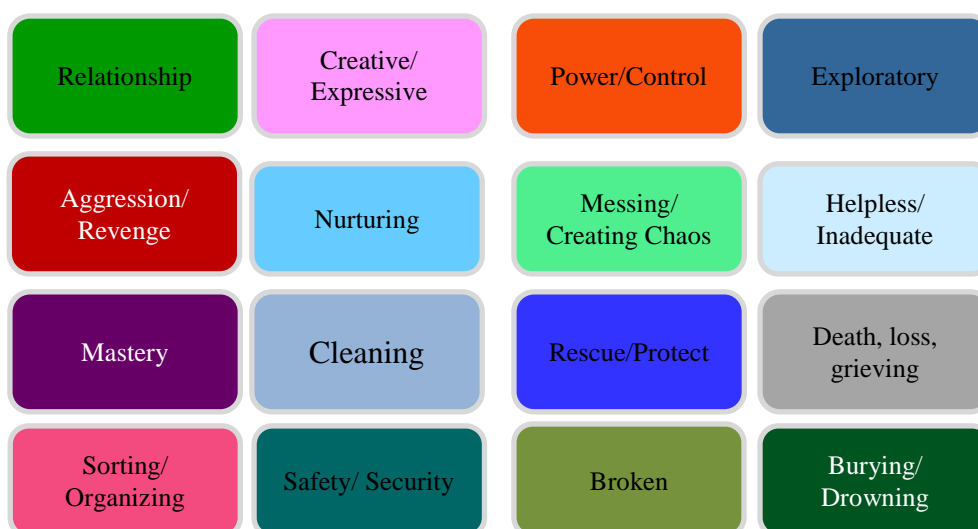 Relationship
Creative/
Expressive
Power/Control
Exploratory
Aggression/
Revenge
Nurturing
Messing/
Creating Chaos
Helpless/
Inadequate
Mastery
Cleaning
Rescue/Protect
Death, loss,
grieving
Sorting/
Organizing
Safety/ Security
Broken
Burying/
Drowning